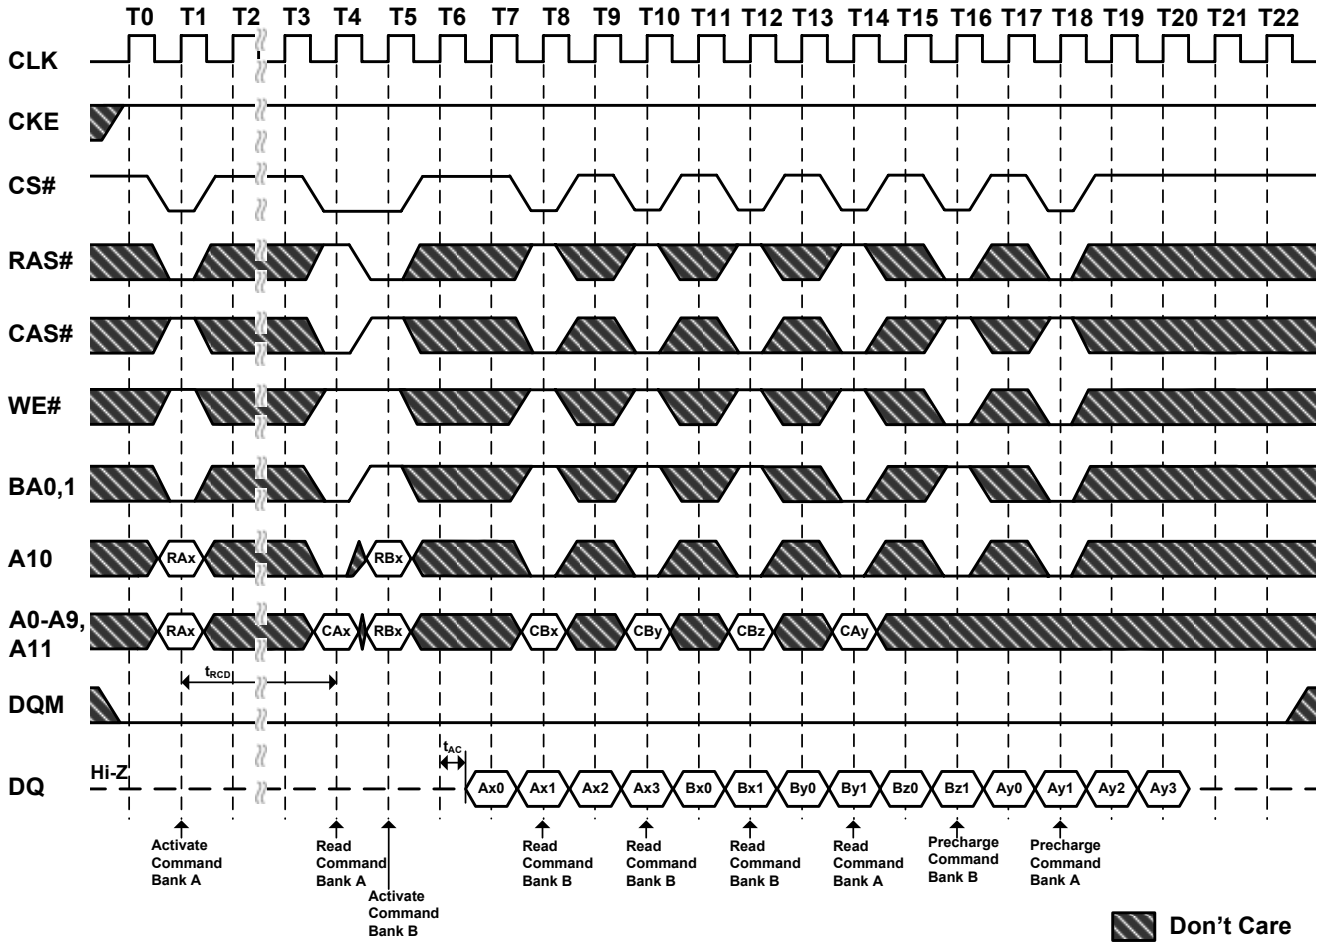 T0 T1 T2 T3 T4 T5 T6 T7 T8 T9 T10 T11 T12 T13 T14 T15 T16 T17 T18 T19 T20 T21 T22
CLK
CKE
CS#
RAS#
CAS#
WE#
BA0,1
A10
RAx RBx
A0-A9,
A11
RAx CAx RBx CBx CBy CBz CAy
tRCD
DQM
tAC
Hi-Z
DQ
Ax0 Ax1 Ax2 Ax3 Bx0 Bx1 By0 By1 Bz0 Bz1 Ay0 Ay1 Ay2 Ay3
Activate
Command
Bank A
Read
Command
Bank A
Activate
Command
Bank B
Read
Command
Bank B
Read
Command
Bank B
Read
Command
Bank B
Read
Command
Bank A
Precharge
Command
Bank B
Precharge
Command
Bank A
Don't Care